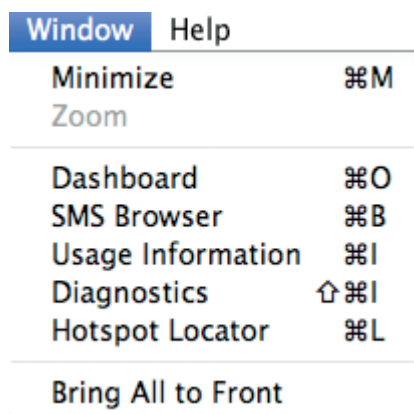 Window Help
Minimize ⌘M
Zoom
Dashboard ⌘O
SMS Browser ⌘B
Usage Information ⌘I
Diagnostics ⇧⌘I
Hotspot Locator ⌘L
Bring All to Front